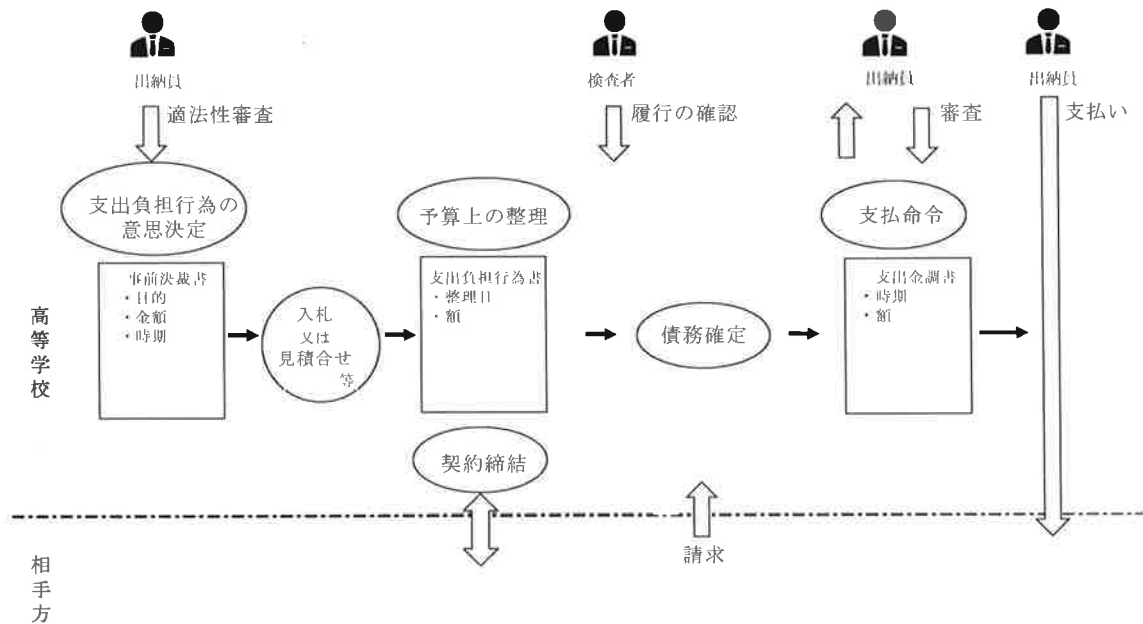 出納員
検査者
出納員
出納員
適法性審査
履行の確認
審査
支払い
支出負担行為の
意思決定
予算上の整理
支払命令
事前決裁書
・目的
・金額
・時期
入札
又は
見積合せ
等
支出負担行為書
・整理日
・額
債務確定
支出金調書
・時期
・額
高等学校
契約締結
請求
相手方